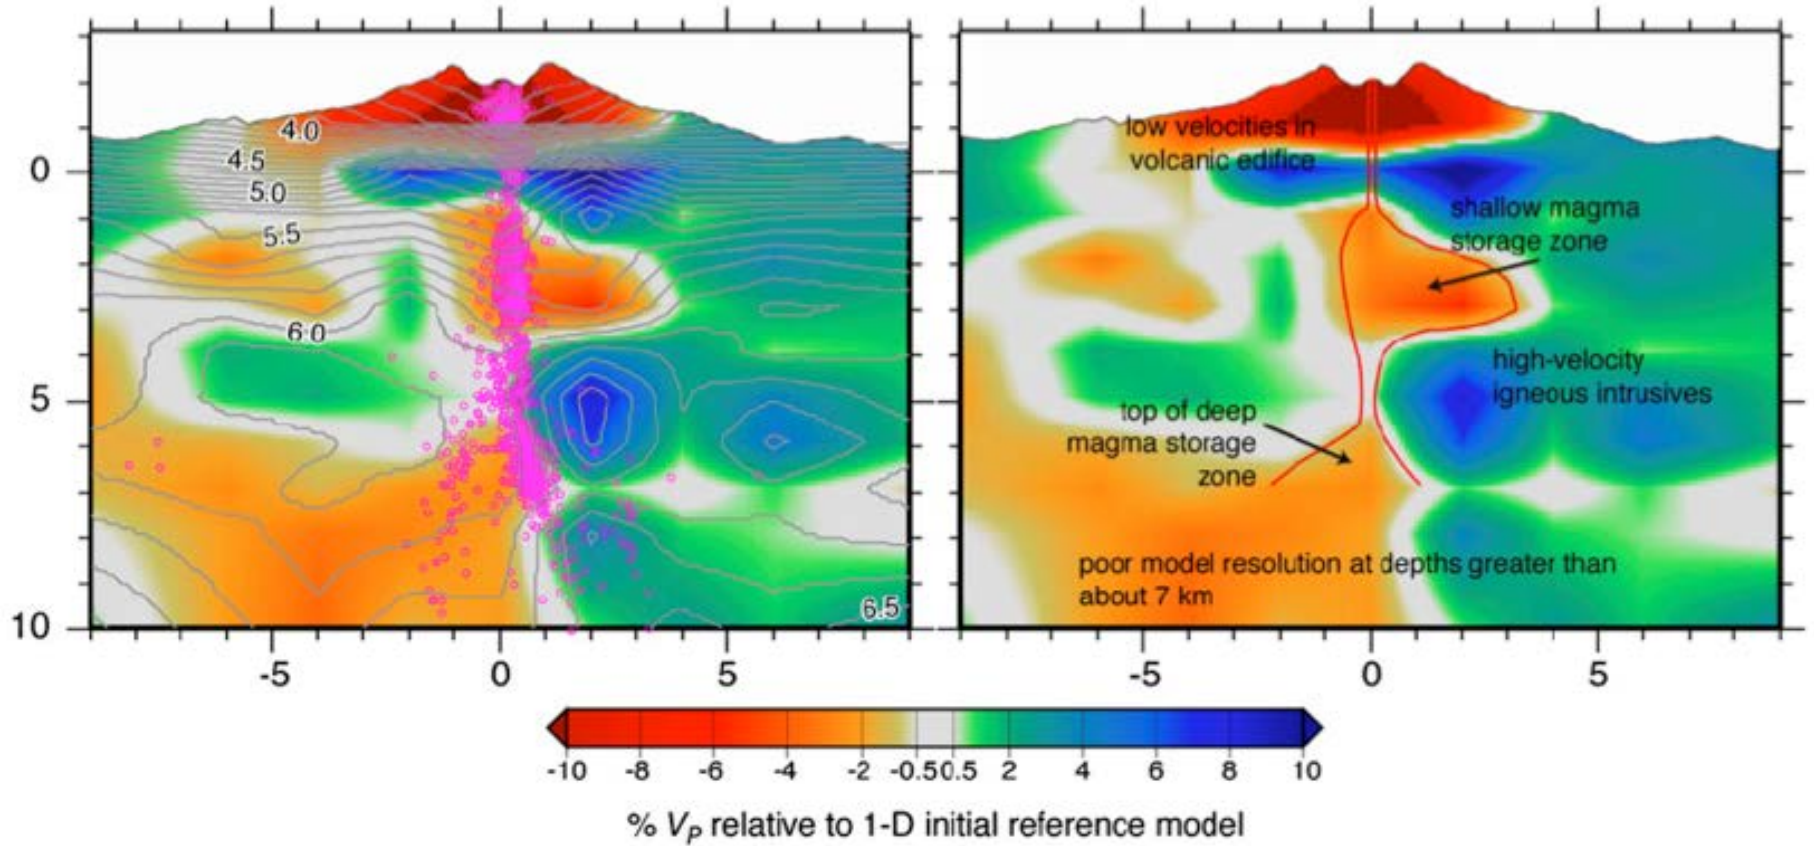 4.0
4.5
5.0
5.5
6.0
6.5
0
5
10
-5 0 5
low velocities in
volcanic edifice
shallow magma
storage zone
high-velocity
igneous intrusives
top of deep
magma storage
zone
poor model resolution at depths greater than
about 7 km
-5 0 5
-10 -8 -6 -4 -2 -0.50.5 2 4 6 8 10
% VP relative to 1-D initial reference model